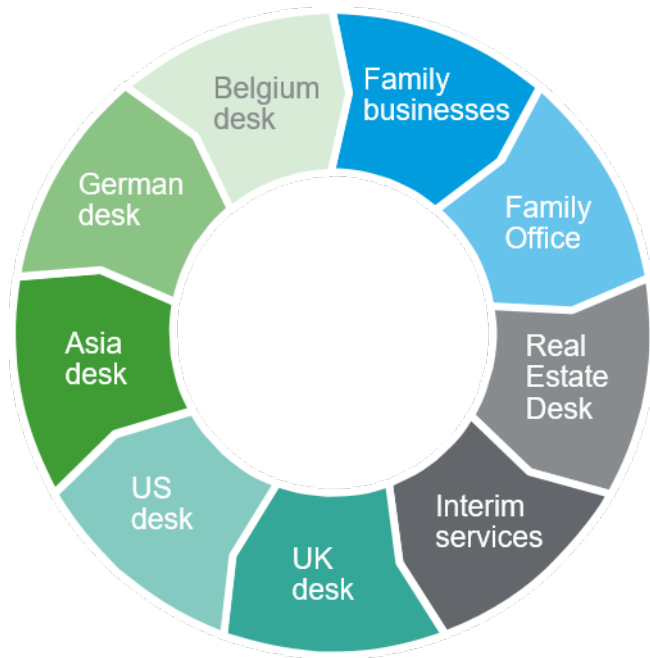 Family
businesses
Family
Office
Real
Estate
Desk
Interim
services
UK
desk
US
desk
Asia
desk
German
desk
Belgium
desk